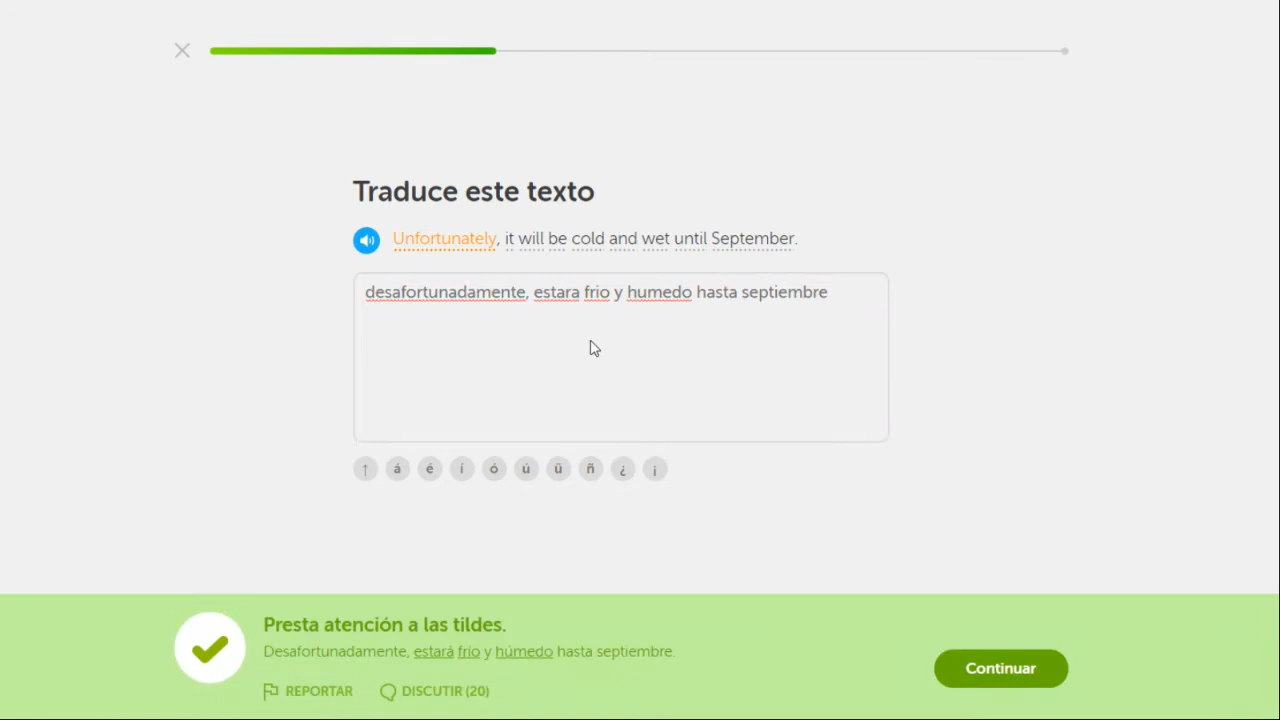 Traduce este texto
Unfortunately, it will be cold and wet until September.
desafortunadamente, estara frio y humedo hasta septiembre
↑ á é í ó ú ü ñ ¿ ¡
Presta atención a las tildes.
Desafortunadamente, estará frío y húmedo hasta septiembre.
Continuar
REPORTAR DISCUTIR (20)